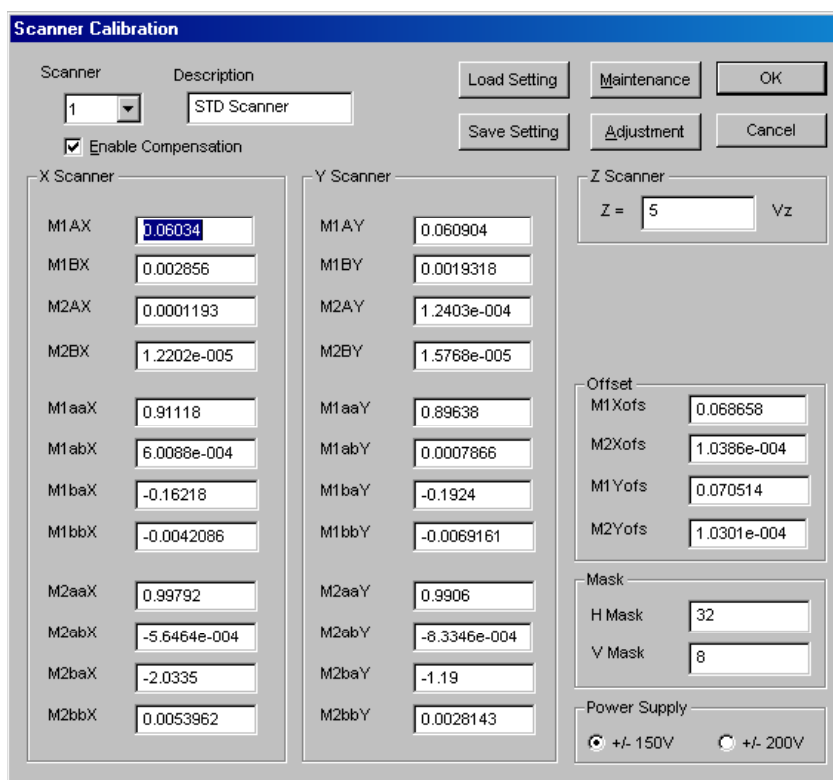 Scanner Calibration
Scanner Description
1 STD Scanner
Enable Compensation
Load Setting Maintenance OK
Save Setting Adjustment Cancel
X Scanner
M1AX 0.06034
M1BX 0.002856
M2AX 0.0001193
M2BX 1.2202e-005
M1aaX 0.91118
M1abX 6.0088e-004
M1baX -0.16218
M1bbX -0.0042086
M2aaX 0.99792
M2abX -5.6464e-004
M2baX -2.0335
M2bbX 0.0053962
Y Scanner
M1AY 0.060904
M1BY 0.0019318
M2AY 1.2403e-004
M2BY 1.5768e-005
M1aaY 0.89638
M1abY 0.0007866
M1baY -0.1924
M1bbY -0.0069161
M2aaY 0.9906
M2abY -8.3346e-004
M2baY -1.19
M2bbY 0.0028143
Z Scanner
Z = 5 Vz
Offset
M1Xofs 0.068658
M2Xofs 1.0386e-004
M1Yofs 0.070514
M2Yofs 1.0301e-004
Mask
H Mask 32
V Mask 8
Power Supply
+/- 150V +/- 200V